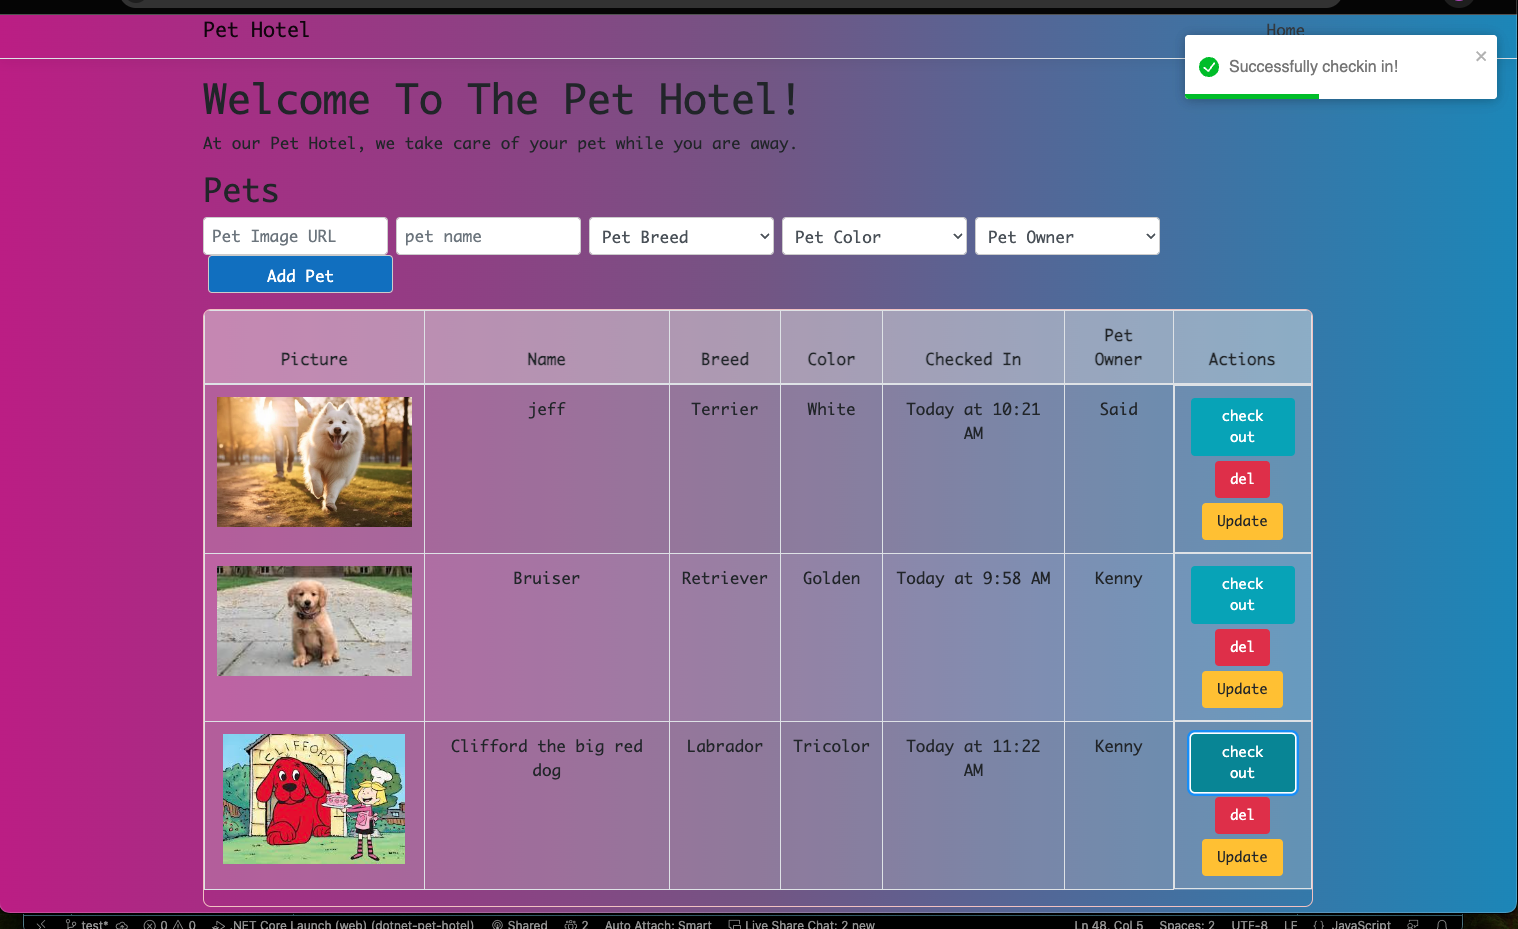 Pet Hotel
Home
Successfully checkin in!
Welcome To The Pet Hotel!
At our Pet Hotel, we take care of your pet while you are away.
Pets
Pet Image URL
pet name
Pet Breed
Pet Color
Pet Owner
Add Pet
Picture
Name
Breed
Color
Checked In
Pet
Owner
Actions
jeff
Terrier
White
Today at 10:21
AM
Said
check
out
del
Update
Bruiser
Retriever
Golden
Today at 9:58 AM
Kenny
check
out
del
Update
CLIFFORD
Clifford the big red
dog
Labrador
Tricolor
Today at 11:22
AM
Kenny
check
out
del
Update
test* 0 0 .NET Core Launch (web) (dotnet-pet-hotel) Shared 2 Auto Attach: Smart Live Share Chat: 2 new Ln 48, Col 5 Spaces: 2 UTF-8 LF { } JavaScript